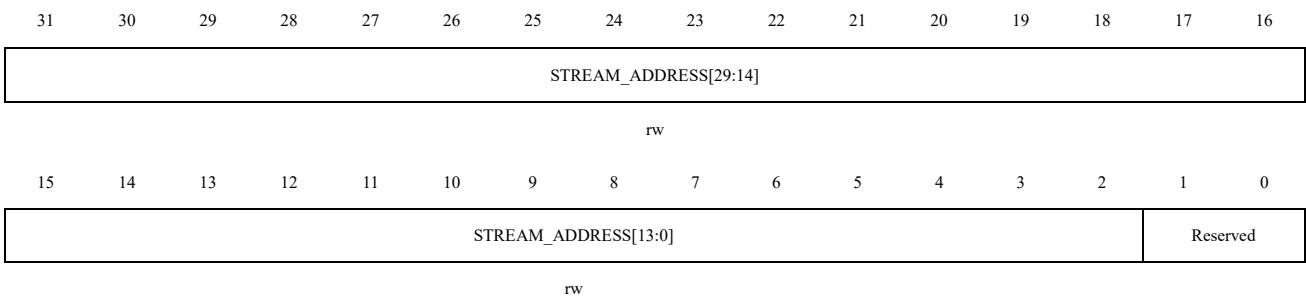 31 30 29 28 27 26 25 24 23 22 21 20 19 18 17 16
STREAM_ADDRESS[29:14]
rw
15 14 13 12 11 10 9 8 7 6 5 4 3 2 1 0
STREAM_ADDRESS[13:0] Reserved
rw